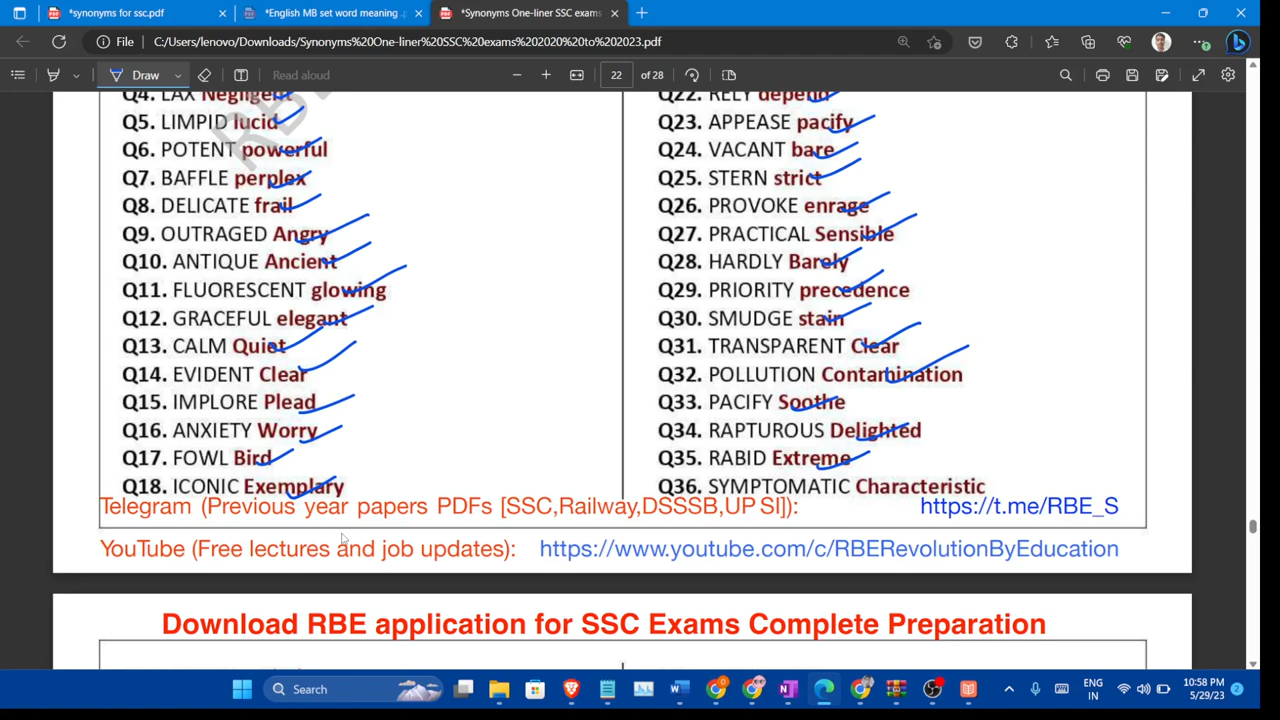 *synonyms for ssc.pdf
*English MB set word meaning .p
*Synonyms One-liner SSC exams
File
C:/Users/lenovo/Downloads/Synonyms%20One-liner%20SSC%20exams%202020%20to%202023.pdf
Draw
Read aloud
22 of 28
Q4. LAX Negligent
Q5. LIMPID lucid
Q6. POTENT powerful
Q7. BAFFLE perplex
Q8. DELICATE frail
Q9. OUTRAGED Angry
Q10. ANTIQUE Ancient
Q11. FLUORESCENT glowing
Q12. GRACEFUL elegant
Q13. CALM Quiet
Q14. EVIDENT Clear
Q15. IMPLORE Plead
Q16. ANXIETY Worry
Q17. FOWL Bird
Q18. ICONIC Exemplary
Q22. RELY depend
Q23. APPEASE pacify
Q24. VACANT bare
Q25. STERN strict
Q26. PROVOKE enrage
Q27. PRACTICAL Sensible
Q28. HARDLY Barely
Q29. PRIORITY precedence
Q30. SMUDGE stain
Q31. TRANSPARENT Clear
Q32. POLLUTION Contamination
Q33. PACIFY Soothe
Q34. RAPTUROUS Delighted
Q35. RABID Extreme
Q36. SYMPTOMATIC Characteristic
RBE
Telegram (Previous year papers PDFs [SSC,Railway,DSSSB,UP SI]): https://t.me/RBE_S
YouTube (Free lectures and job updates): https://www.youtube.com/c/RBERevolutionByEducation
Download RBE application for SSC Exams Complete Preparation
Search
ENG
IN
10:58 PM
5/29/23
2